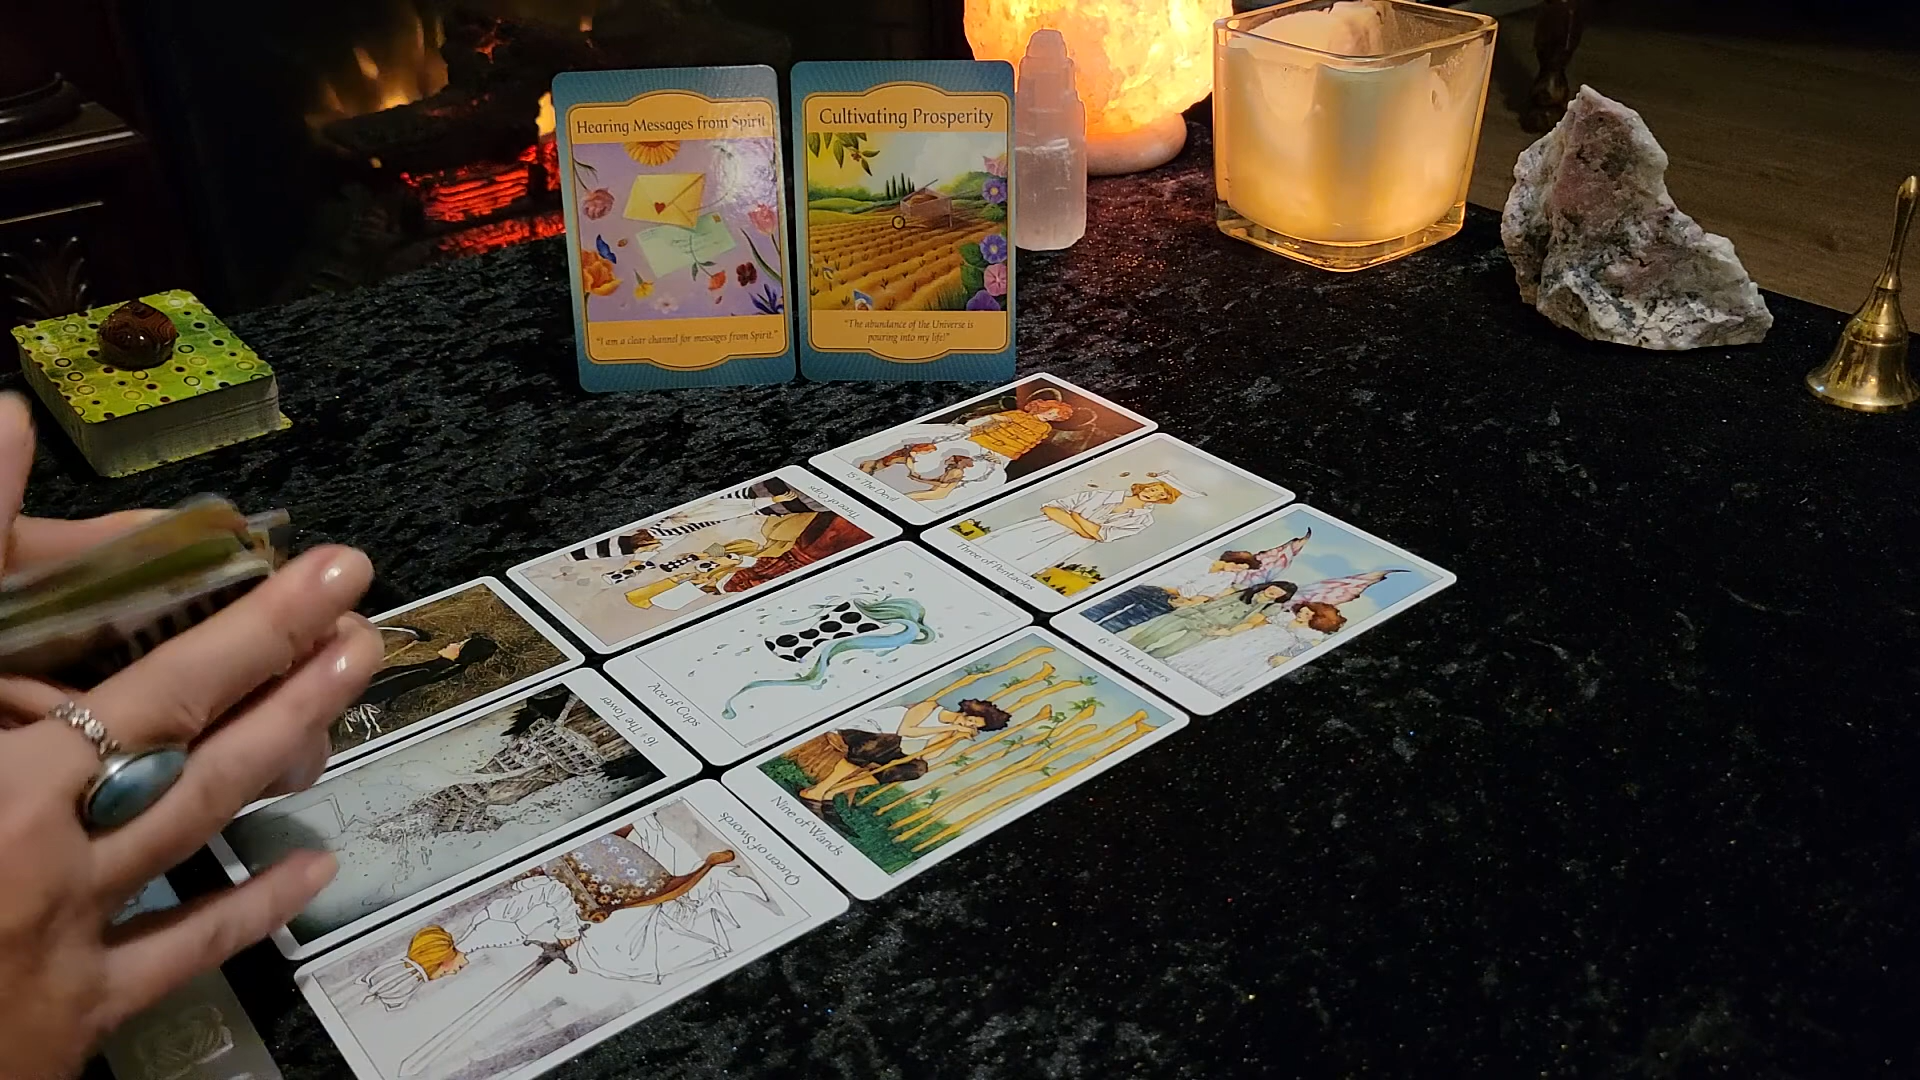 Hearing Messages from Spirit
"I am a clear channel for messages from Spirit."
Cultivating Prosperity
"The abundance of the Universe is
pouring into my life!"
15 * The Devil
Three of Cups
Three of Pentacles
6 * The Lovers
Ace of Cups
16 * The Tower
Nine of Wands
Queen of Swords